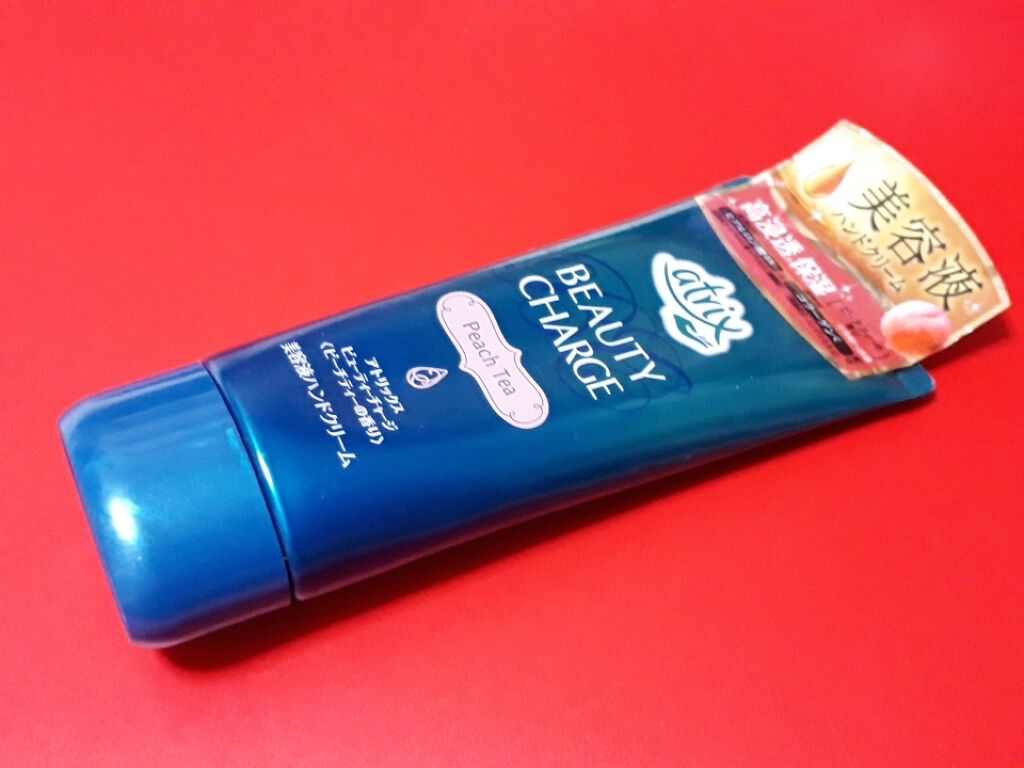 美容液
ハンドクリーム
高浸透保湿
atrix
BEAUTY
CHARGE
Peach Tea
アトリックス
ビューティーチャージ
〈ピーチティーの香り〉
美容液ハンドクリーム